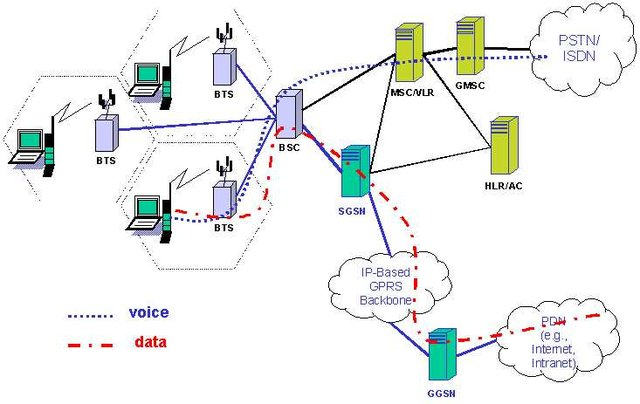 PSTN/
ISDN
BTS
MSC/VLR
GMSC
BTS
BSC
HLR/AC
BTS
SGSN
IP-Based
GPRS
Backbone
voice
data
PDN
(e.g.,
Internet,
Intranet)
GGSN